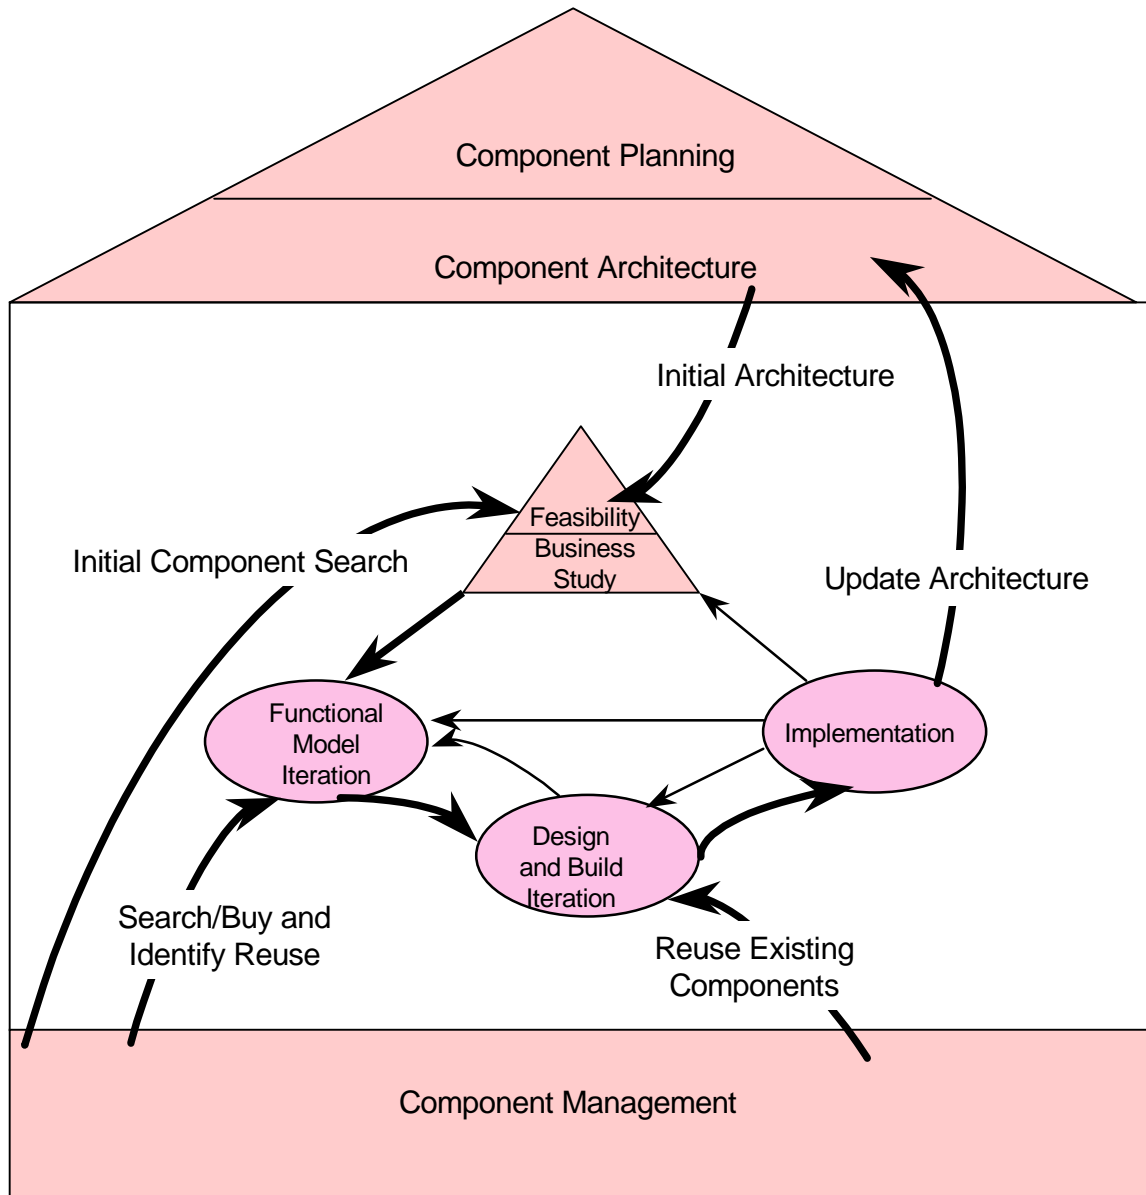 Component Planning
Component Architecture
Initial Architecture
Feasibility
Business
Study
Initial Component Search
Update Architecture
Functional
Model
Iteration
Implementation
Design
and Build
Iteration
Search/Buy and
Identify Reuse
Reuse Existing
Components
Component Management